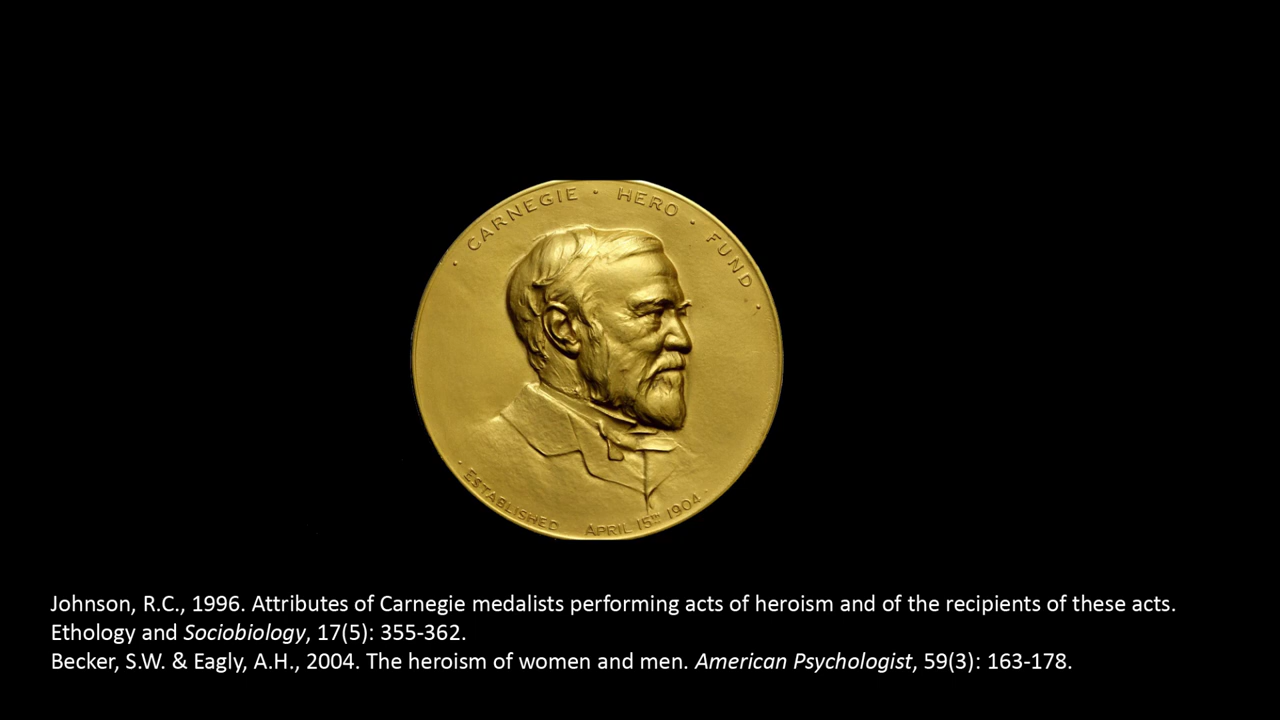 · CARNEGIE · HERO · FUND ·
· ESTABLISHED APRIL 15TH 1904 ·
Johnson, R.C., 1996. Attributes of Carnegie medalists performing acts of heroism and of the recipients of these acts.
Ethology and Sociobiology, 17(5): 355-362.
Becker, S.W. & Eagly, A.H., 2004. The heroism of women and men. American Psychologist, 59(3): 163-178.